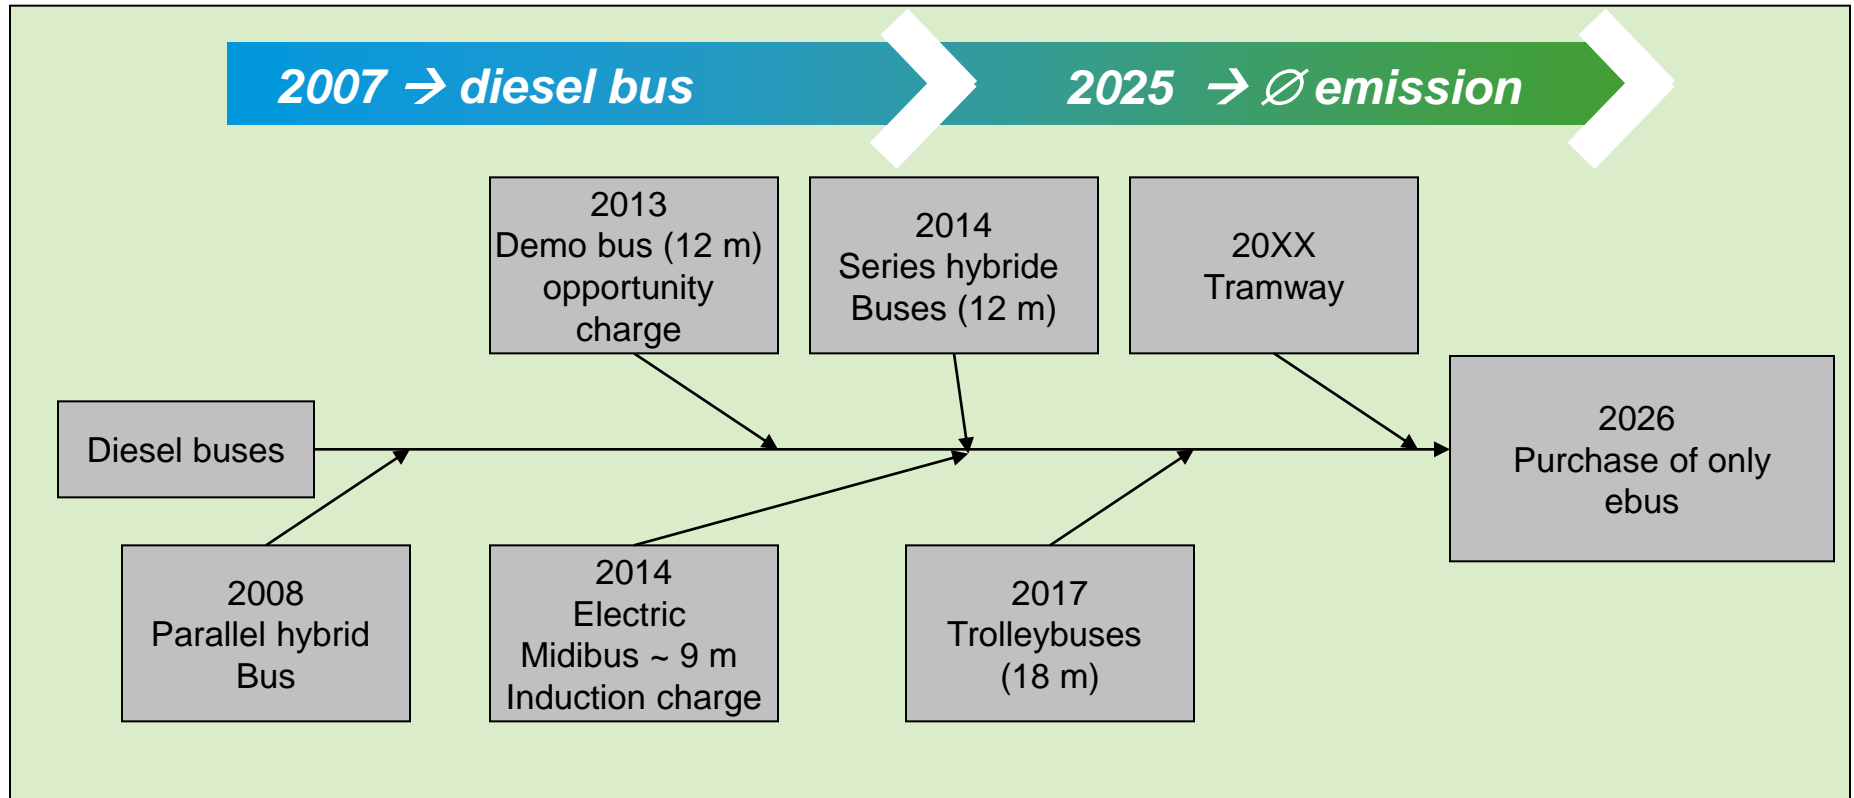 2007 → diesel bus
2025 → ∅ emission
2013
Demo bus (12 m)
opportunity
charge
2014
Series hybride
Buses (12 m)
20XX
Tramway
Diesel buses
2026
Purchase of only
ebus
2008
Parallel hybrid
Bus
2014
Electric
Midibus ~ 9 m
Induction charge
2017
Trolleybuses
(18 m)